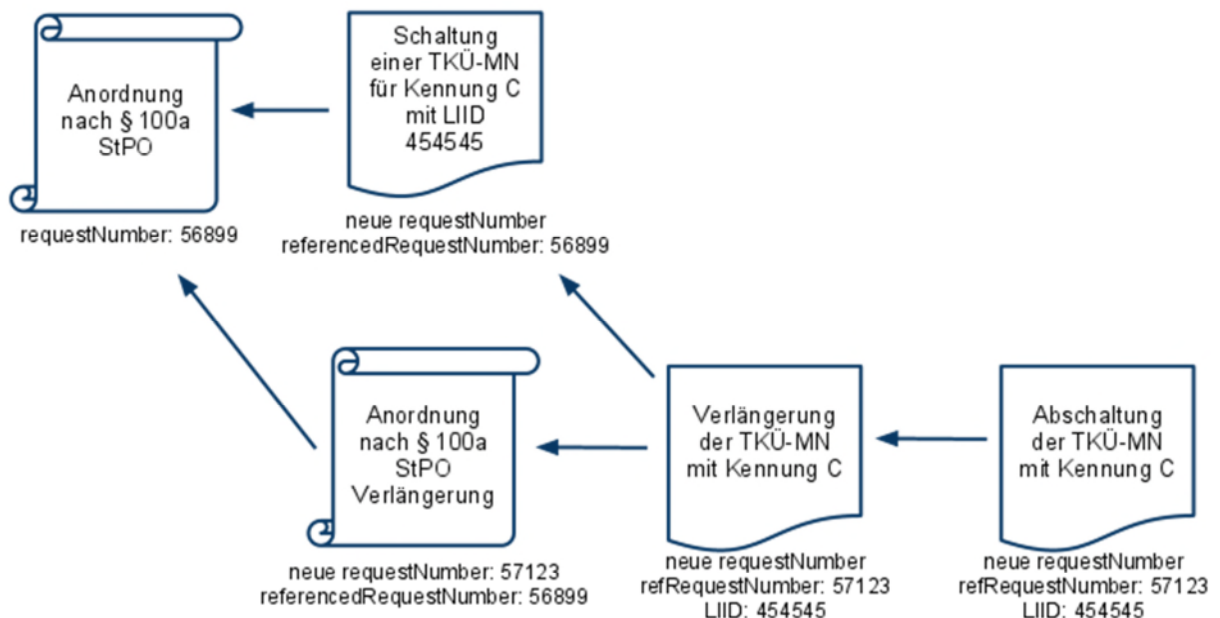 Anordnung
nach § 100a
StPO
requestNumber: 56899
Schaltung
einer TKÜ-MN
für Kennung C
mit LIID
454545
neue requestNumber
referencedRequestNumber: 56899
Anordnung
nach § 100a
StPO
Verlängerung
neue requestNumber: 57123
referencedRequestNumber: 56899
Verlängerung
der TKÜ-MN
mit Kennung C
neue requestNumber
refRequestNumber: 57123
LIID: 454545
Abschaltung
der TKÜ-MN
mit Kennung C
neue requestNumber
refRequestNumber: 57123
LIID: 454545